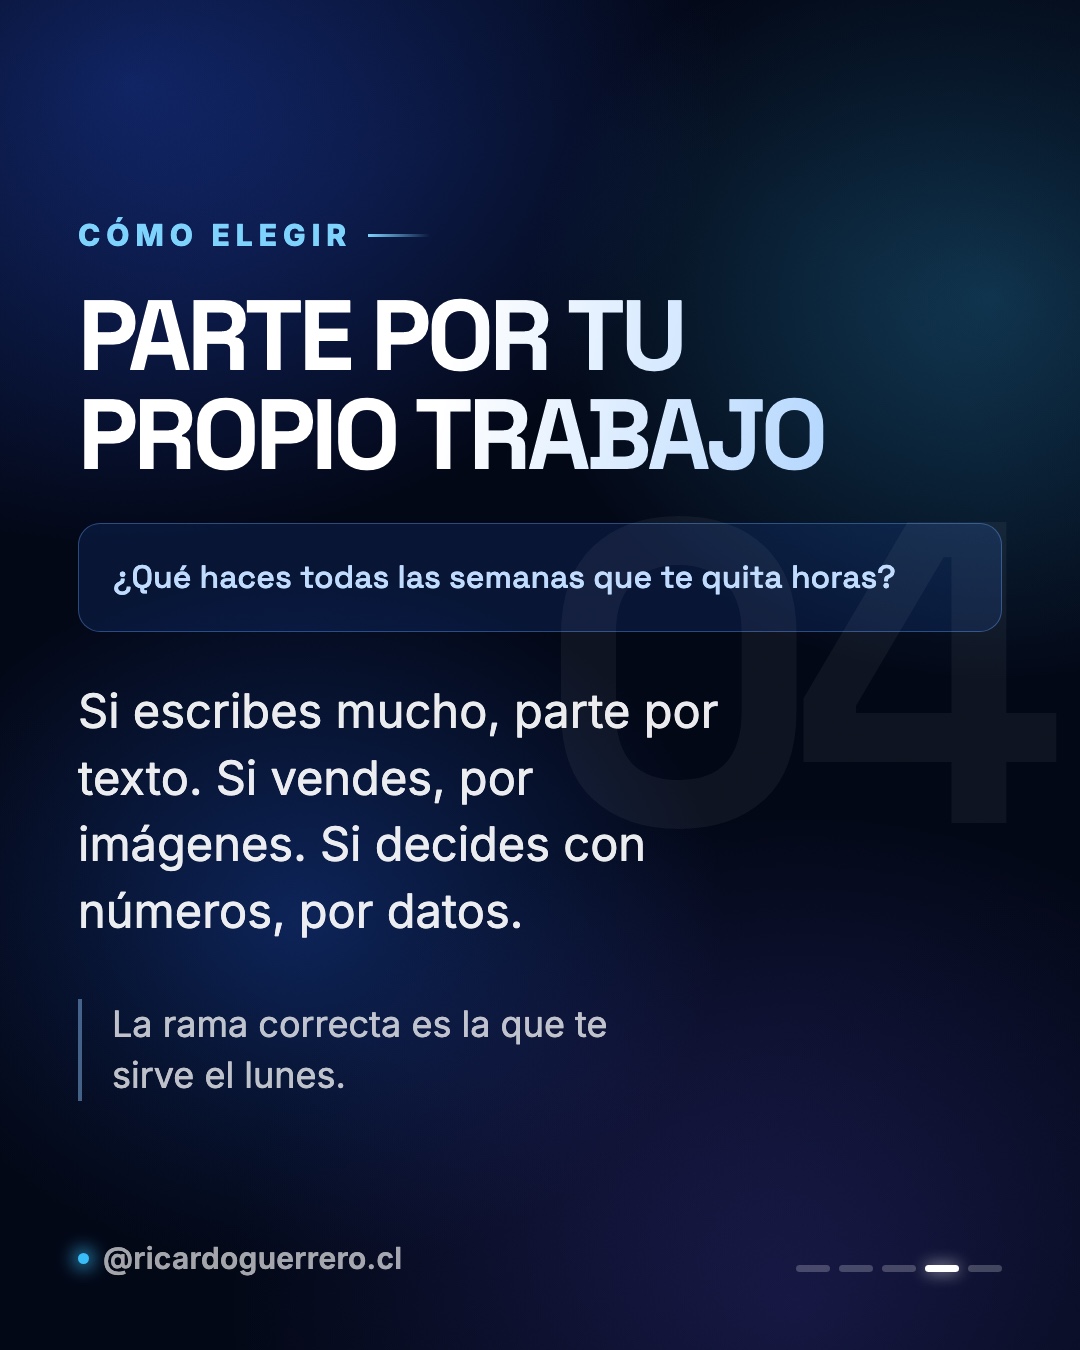 CÓMO ELEGIR
PARTE POR TU
PROPIO TRABAJO
04
¿Qué haces todas las semanas que te quita horas?
Si escribes mucho, parte por
texto. Si vendes, por
imágenes. Si decides con
números, por datos.
La rama correcta es la que te
sirve el lunes.
@ricardoguerrero.cl